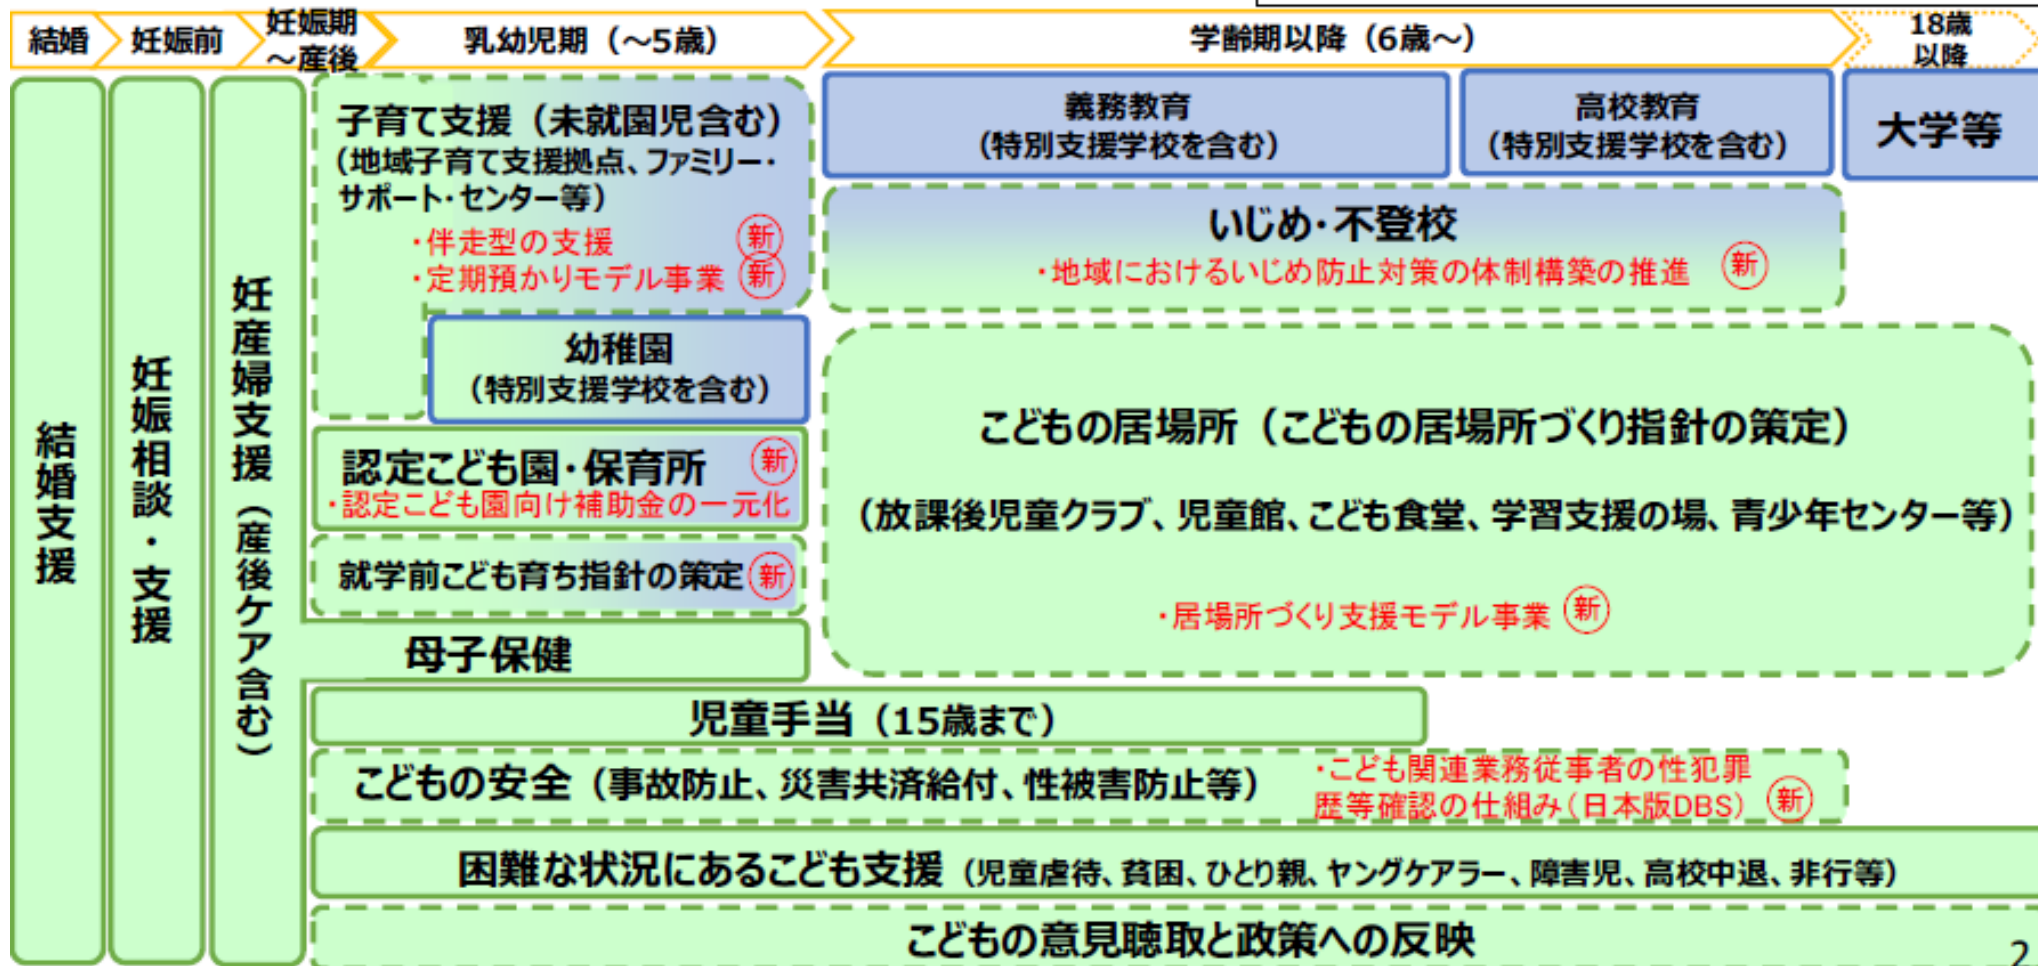 結婚
妊娠前
妊娠期
～産後
乳幼児期（～5歳）
学齢期以降（6歳～）
18歳
以降
結婚支援
妊娠相談・支援
妊産婦支援（産後ケア含む）
子育て支援（未就園児含む）
（地域子育て支援拠点、ファミリー・
サポート・センター等）
・伴走型の支援 新
・定期預かりモデル事業 新
幼稚園
（特別支援学校を含む）
認定こども園・保育所 新
・認定こども園向け補助金の一元化
就学前こども育ち指針の策定 新
母子保健
義務教育
（特別支援学校を含む）
高校教育
（特別支援学校を含む）
大学等
いじめ・不登校
・地域におけるいじめ防止対策の体制構築の推進 新
こどもの居場所（こどもの居場所づくり指針の策定）
（放課後児童クラブ、児童館、こども食堂、学習支援の場、青少年センター等）
・居場所づくり支援モデル事業 新
児童手当（15歳まで）
こどもの安全（事故防止、災害共済給付、性被害防止等）
・こども関連業務従事者の性犯罪
歴等確認の仕組み（日本版DBS） 新
困難な状況にあるこども支援（児童虐待、貧困、ひとり親、ヤングケアラー、障害児、高校中退、非行等）
こどもの意見聴取と政策への反映
2